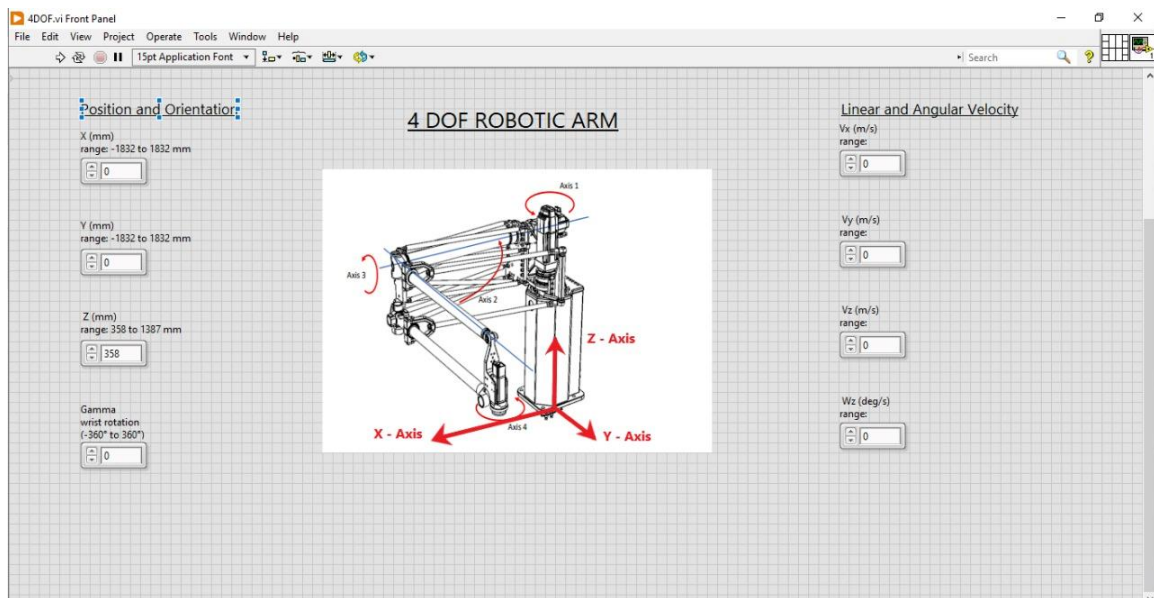 4DOF.vi Front Panel
File Edit View Project Operate Tools Window Help
15pt Application Font
Search
Position and Orientation
X (mm)
range: -1832 to 1832 mm
0
Y (mm)
range: -1832 to 1832 mm
0
Z (mm)
range: 358 to 1387 mm
358
Gamma
wrist rotation
(-360° to 360°)
0
4 DOF ROBOTIC ARM
Axis 1
Axis 3
Axis 2
Z - Axis
X - Axis
Axis 4
Y - Axis
Linear and Angular Velocity
Vx (m/s)
range:
0
Vy (m/s)
range:
0
Vz (m/s)
range:
0
Wz (deg/s)
range:
0